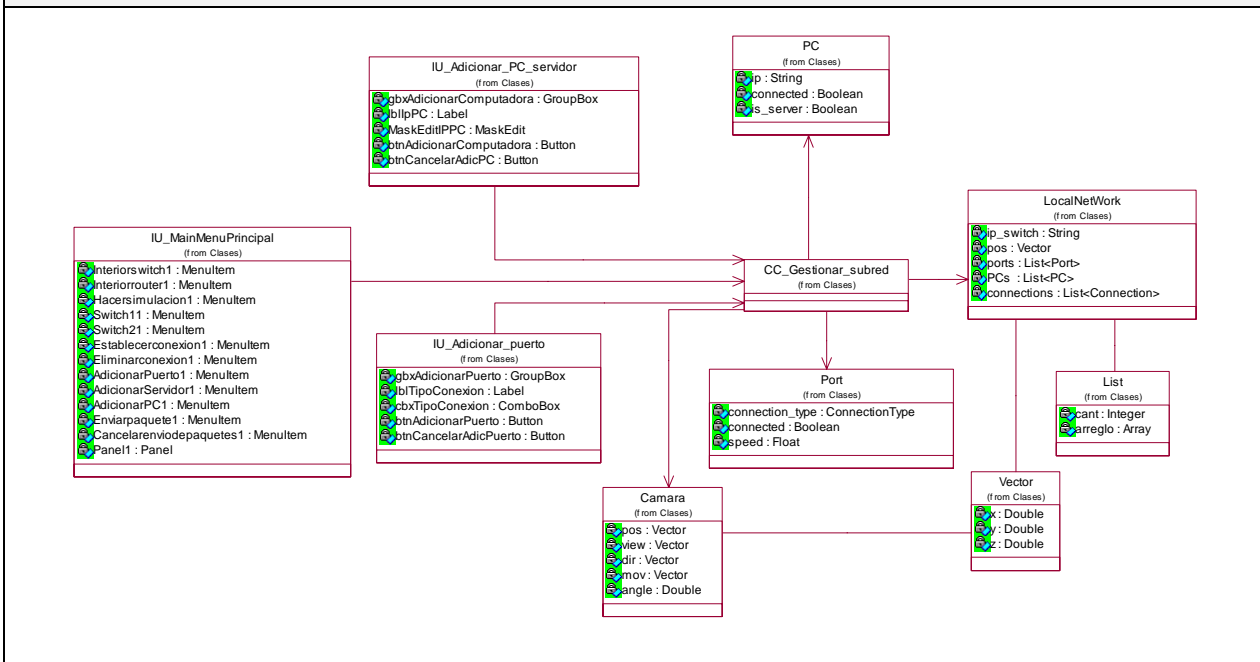 PC
(from Clases)
ip : String
connected : Boolean
is_server : Boolean
IU_Adicionar_PC_servidor
(from Clases)
gbxAdicionarComputadora : GroupBox
lblIpPC : Label
MaskEditIPPC : MaskEdit
btnAdicionarComputadora : Button
btnCancelarAdicPC : Button
LocalNetWork
(from Clases)
ip_switch : String
pos : Vector
ports : List<Port>
PCs : List<PC>
connections : List<Connection>
IU_MainMenuPrincipal
(from Clases)
Interiorswitch1 : MenuItem
Interiorrouter1 : MenuItem
Hacersimulacion1 : MenuItem
Switch11 : MenuItem
Switch21 : MenuItem
Establecerconexion1 : MenuItem
Eliminarconexion1 : MenuItem
AdicionarPuerto1 : MenuItem
AdicionarServidor1 : MenuItem
AdicionarPC1 : MenuItem
Enviarpaquete1 : MenuItem
Cancelarenviodepaquetes1 : MenuItem
Panel1 : Panel
CC_Gestionar_subred
(from Clases)
IU_Adicionar_puerto
(from Clases)
gbxAdicionarPuerto : GroupBox
lblTipoConexion : Label
cbxTipoConexion : ComboBox
btnAdicionarPuerto : Button
btnCancelarAdicPuerto : Button
Port
(from Clases)
connection_type : ConnectionType
connected : Boolean
speed : Float
List
(from Clases)
cant : Integer
arreglo : Array
Camara
(from Clases)
pos : Vector
view : Vector
dir : Vector
mov : Vector
angle : Double
Vector
(from Clases)
x : Double
y : Double
z : Double